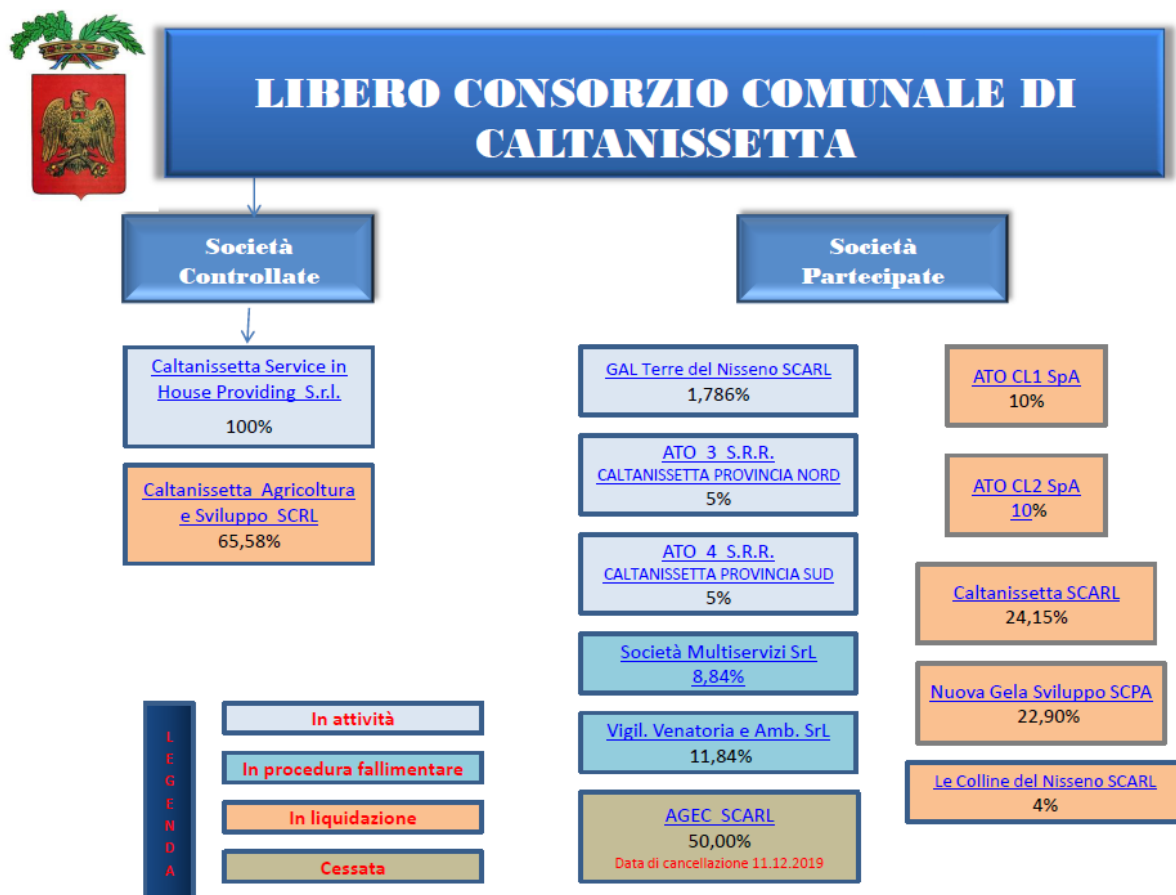 LIBERO CONSORZIO COMUNALE DI
CALTANISSETTA
Società
Controllate
Caltanissetta Service in
House Providing S.r.l.
100%
Caltanissetta Agricoltura
e Sviluppo SCRL
65,58%
Società
Partecipate
GAL Terre del Nisseno SCARL
1,786%
ATO 3 S.R.R.
CALTANISSETTA PROVINCIA NORD
5%
ATO 4 S.R.R.
CALTANISSETTA PROVINCIA SUD
5%
Società Multiservizi SrL
8,84%
Vigil. Venatoria e Amb. SrL
11,84%
AGEC SCARL
50,00%
Data di cancellazione 11.12.2019
ATO CL1 SpA
10%
ATO CL2 SpA
10%
Caltanissetta SCARL
24,15%
Nuova Gela Sviluppo SCPA
22,90%
Le Colline del Nisseno SCARL
4%
LEGENDA
In attività
In procedura fallimentare
In liquidazione
Cessata